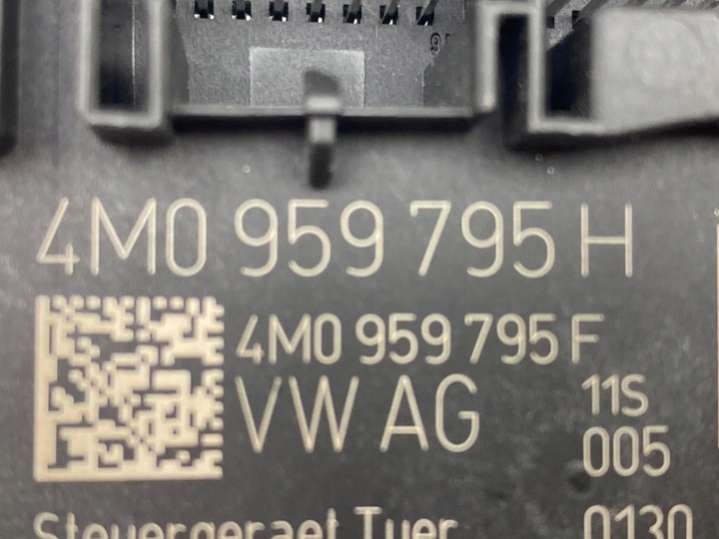 4M0 959 795 H
4M0 959 795 F
VW AG 11S
005
Steuergeraet Tuer 0130